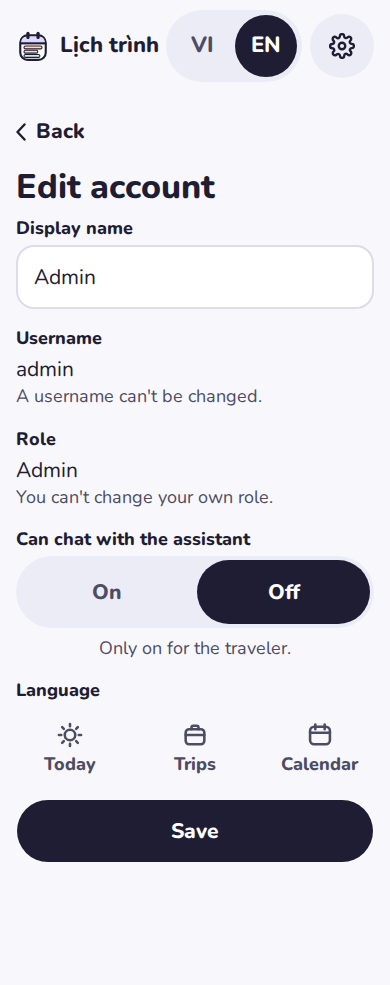 Lịch trình
VI
EN
Back
Edit account
Display name
Admin
Username
admin
A username can't be changed.
Role
Admin
You can't change your own role.
Can chat with the assistant
On
Off
Only on for the traveler.
Language
Today
Trips
Calendar
Save